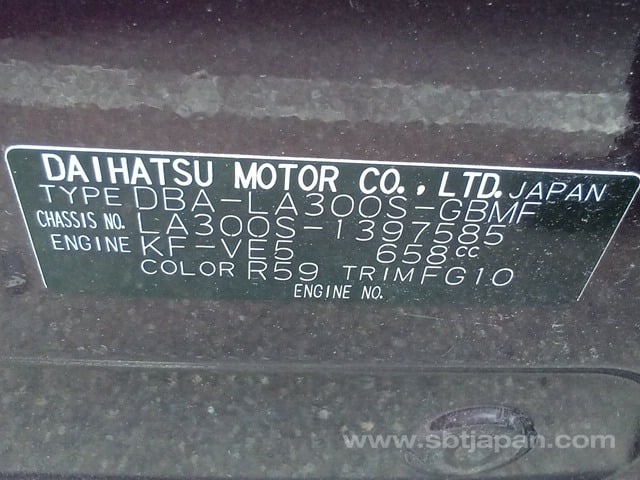 DAIHATSU MOTOR CO., LTD. JAPAN
TYPE DBA-LA300S-GBMF
CHASSIS NO. LA300S-1397585
ENGINE KF-VE5 658cc
COLOR R59 TRIM FG10
ENGINE NO.
www.sbtjapan.com